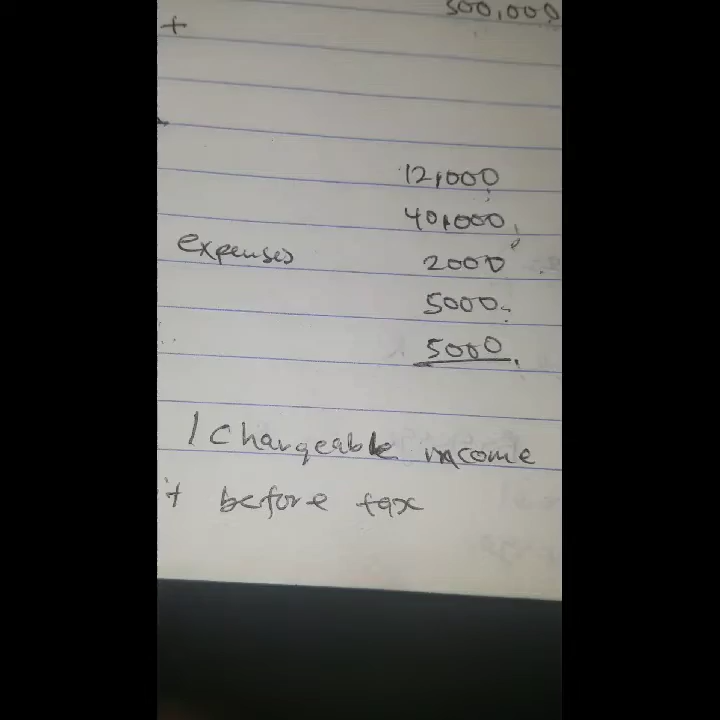 500,000
+
12,000
40,000
expenses 2000
5000
5000
/ Chargeable income
t before tax